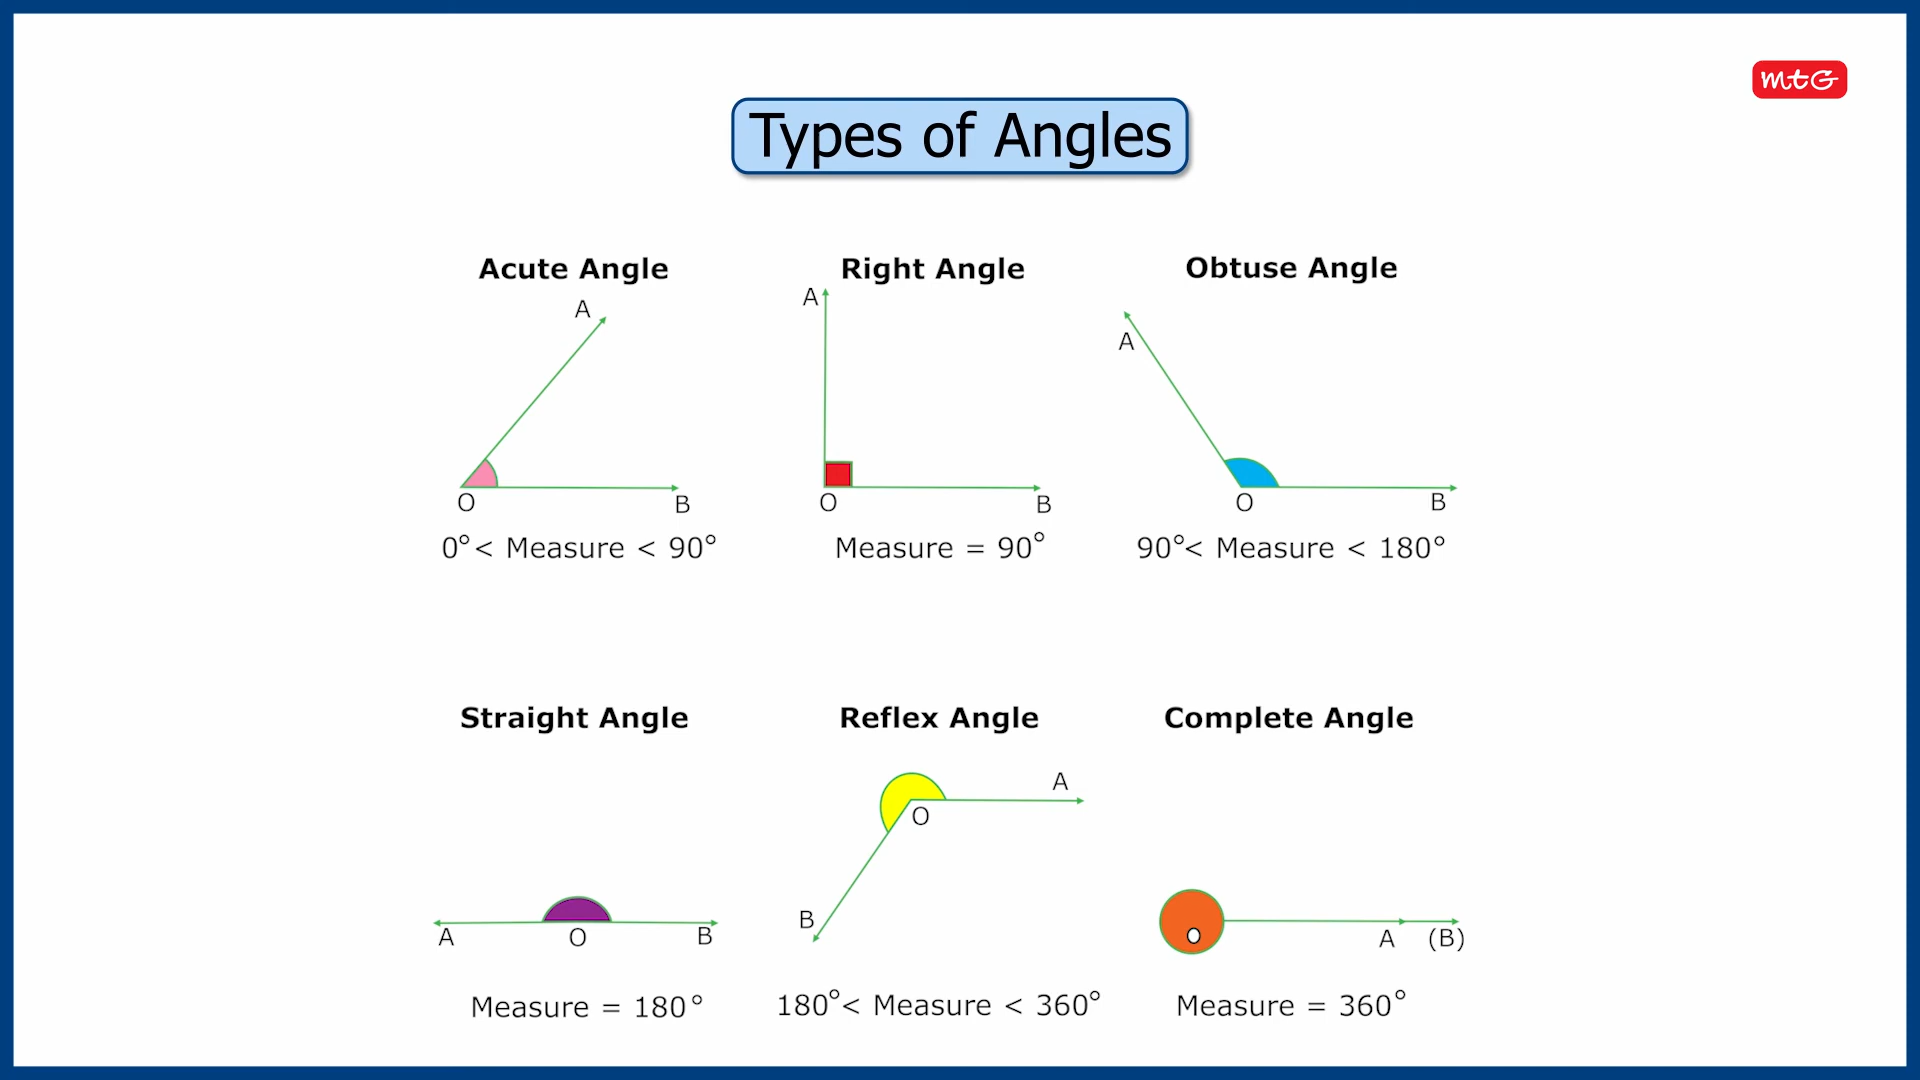 mtG
Types of Angles
Acute Angle
A
O
B
0°< Measure < 90°
Right Angle
A
O
B
Measure = 90°
Obtuse Angle
A
O
B
90°< Measure < 180°
Straight Angle
A
O
B
Measure = 180°
Reflex Angle
A
O
B
180°< Measure < 360°
Complete Angle
O
A
(B)
Measure = 360°